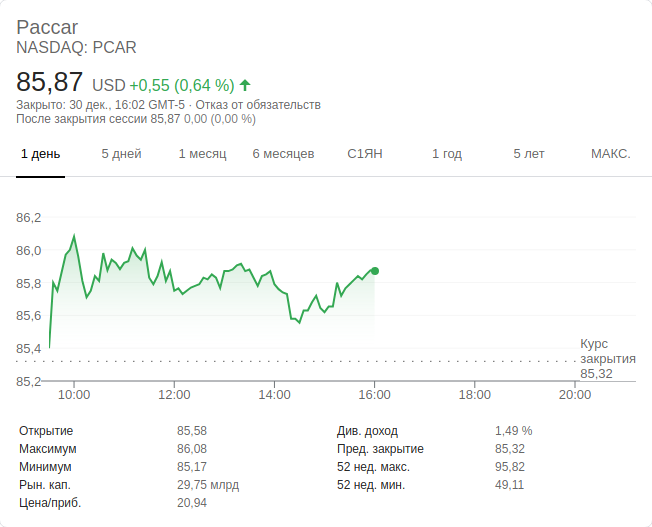 Paccar
NASDAQ: PCAR
85,87 USD +0,55 (0,64 %)
Закрыто: 30 дек., 16:02 GMT-5 · Отказ от обязательств
После закрытия сессии 85,87 0,00 (0,00 %)
1 день 5 дней 1 месяц 6 месяцев С1ЯН 1 год 5 лет МАКС.
86,2
86,0
85,8
85,6
85,4
85,2
Курс
закрытия
85,32
10:00 12:00 14:00 16:00 18:00 20:00
Открытие 85,58 Див. доход 1,49 %
Максимум 86,08 Пред. закрытие 85,32
Минимум 85,17 52 нед. макс. 95,82
Рын. кап. 29,75 млрд 52 нед. мин. 49,11
Цена/приб. 20,94